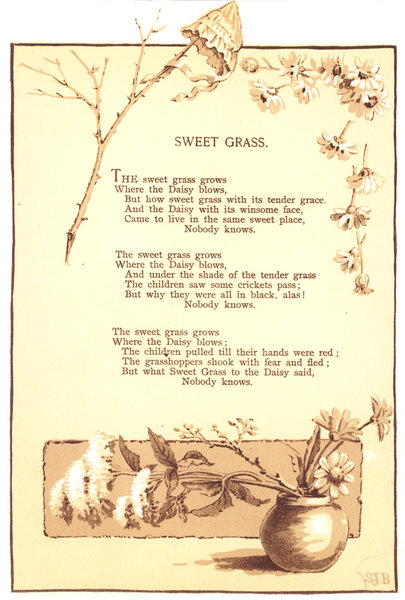 SWEET GRASS.
THE sweet grass grows
Where the Daisy blows,
But how sweet grass with its tender grace.
And the Daisy with its winsome face,
Came to live in the same sweet place,
Nobody knows.
The sweet grass grows
Where the Daisy blows,
And under the shade of the tender grass
The children saw some crickets pass;
But why they were all in black, alas!
Nobody knows.
The sweet grass grows
Where the Daisy blows;
The children pulled till their hands were red;
The grasshoppers shook with fear and fled;
But what Sweet Grass to the Daisy said,
Nobody knows.
S.J.B